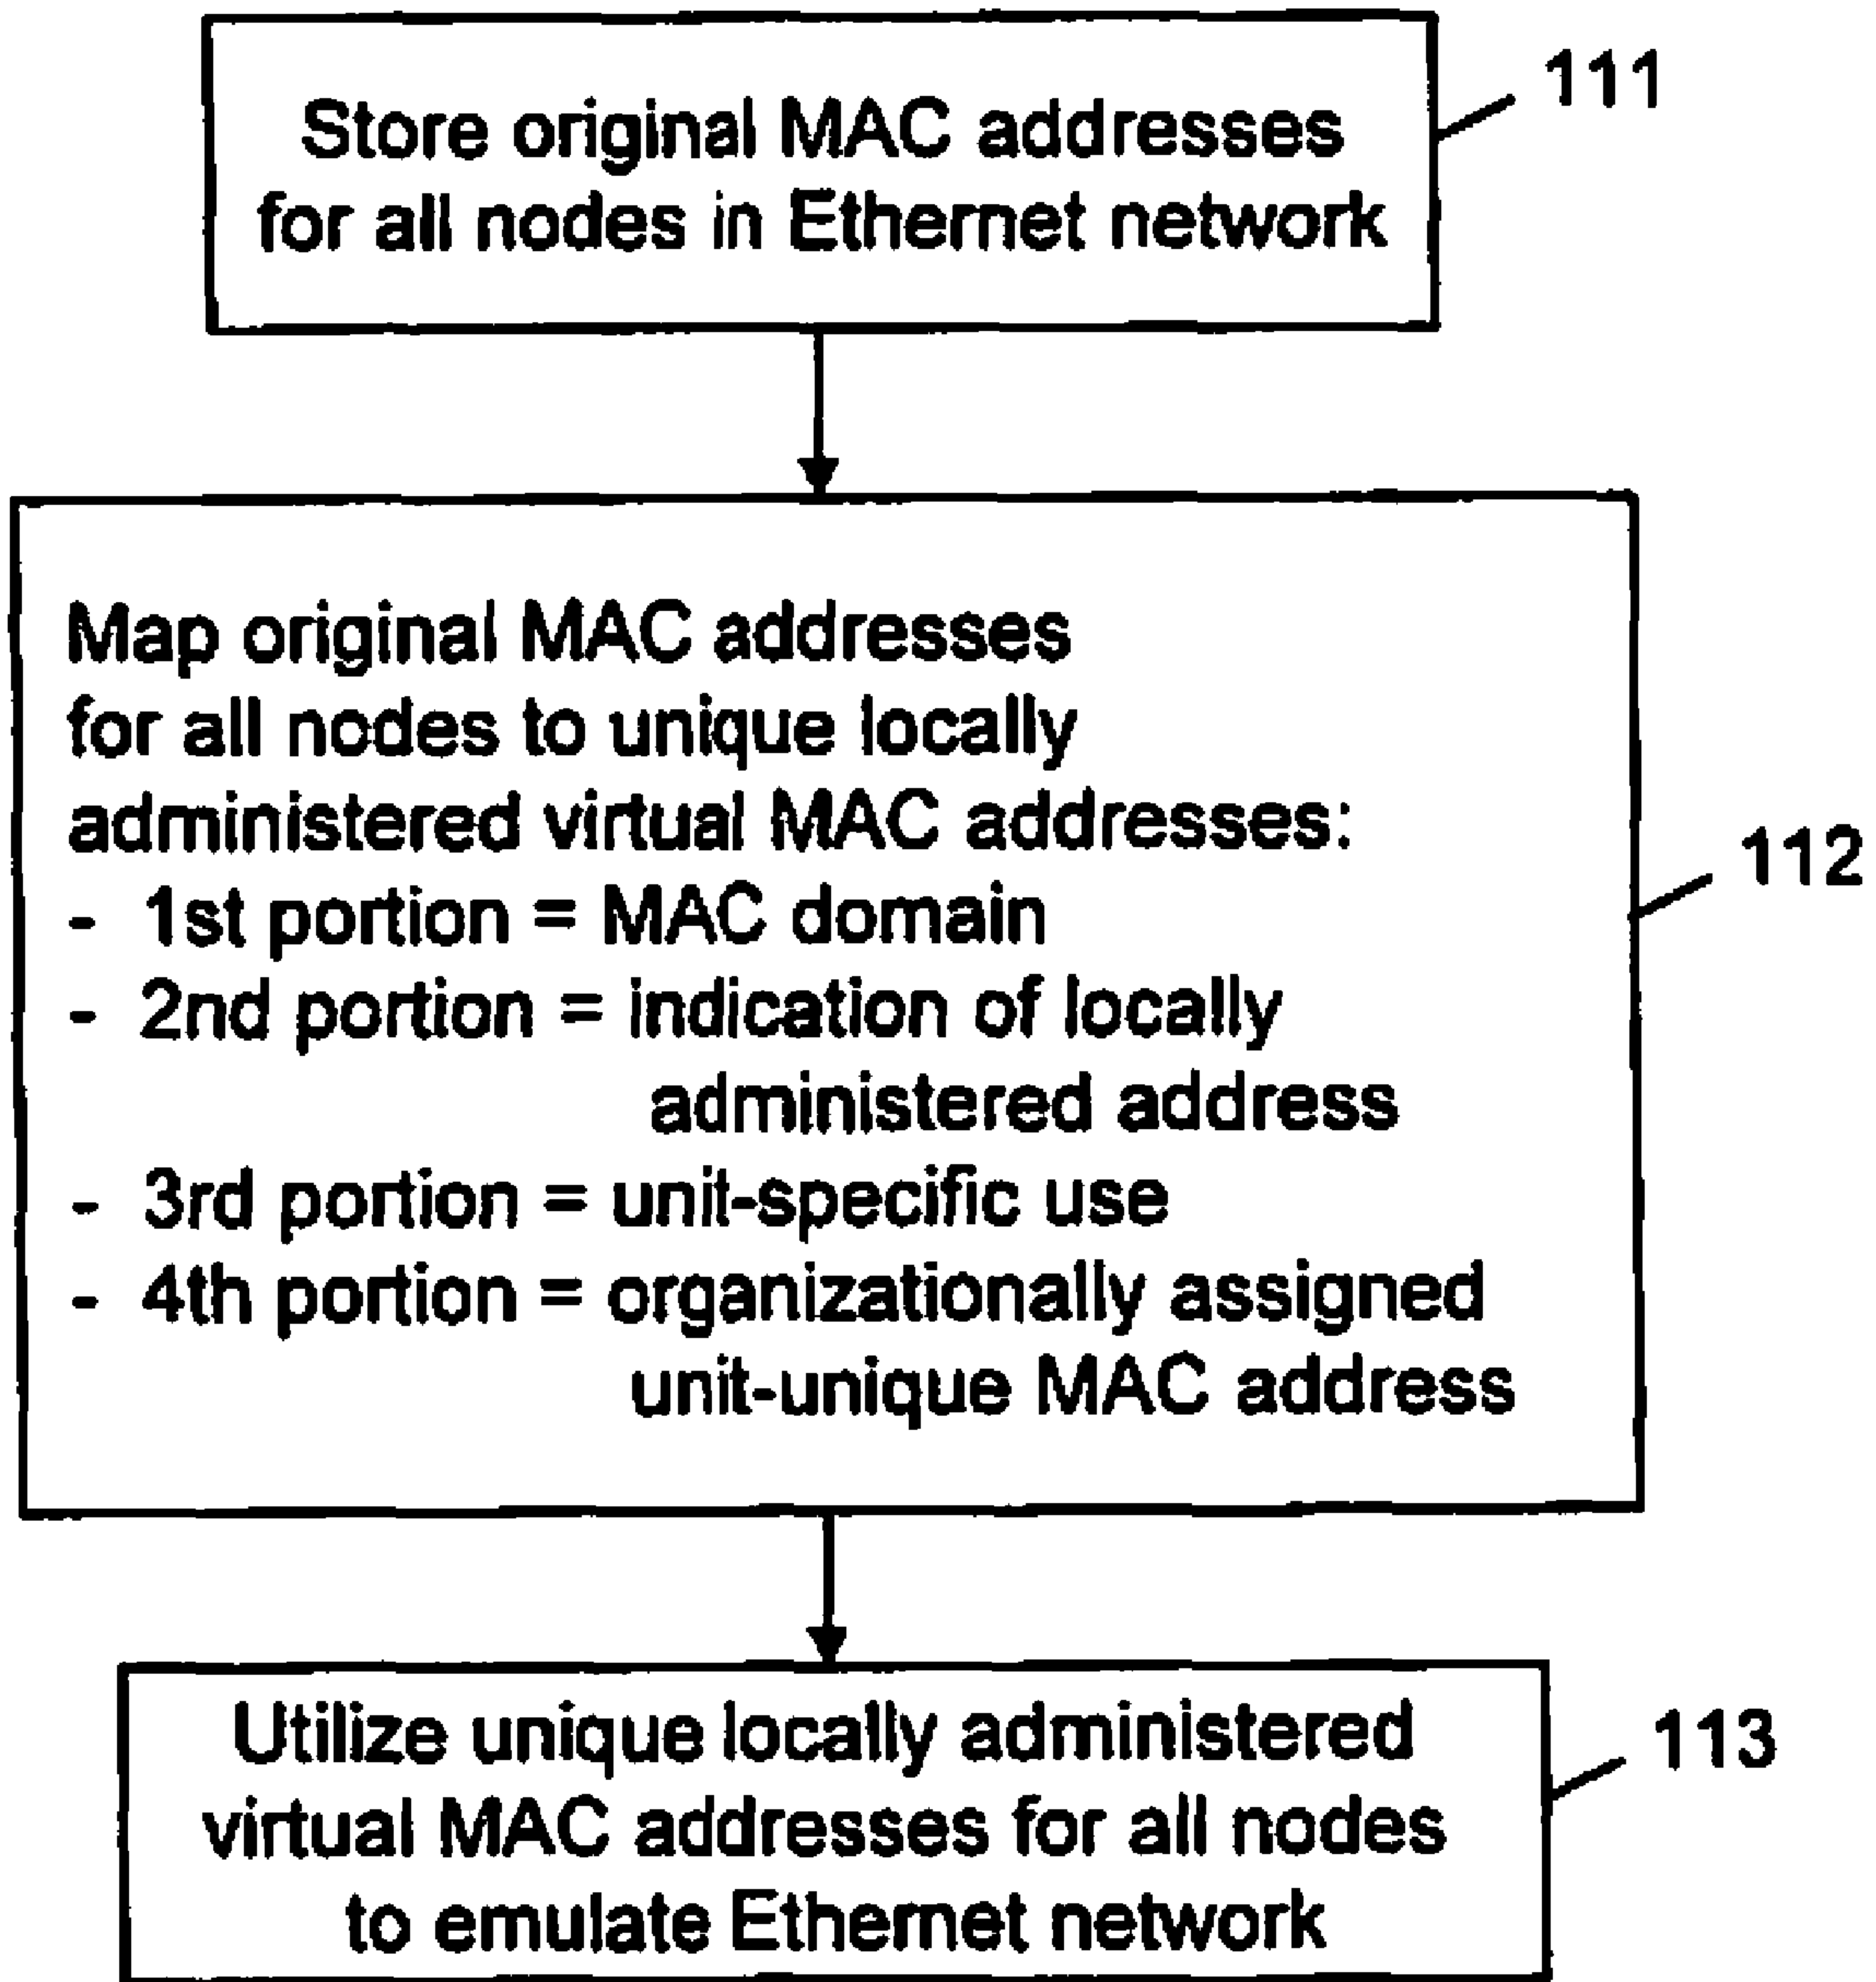 Store original MAC addresses
for all nodes in Ethernet network
111
Map original MAC addresses
for all nodes to unique locally
administered virtual MAC addresses:
- 1st portion = MAC domain
- 2nd portion = indication of locally
administered address
- 3rd portion = unit-specific use
- 4th portion = organizationally assigned
unit-unique MAC address
112
Utilize unique locally administered
virtual MAC addresses for all nodes
to emulate Ethernet network
113